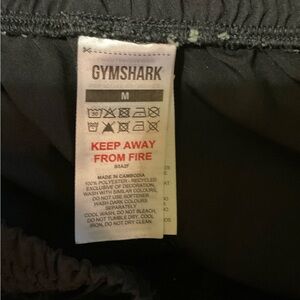 GYMSHARK
M
KEEP AWAY
FROM FIRE
MADE IN CAMBODIA
100% POLYESTER - RECYCLED
EXCLUSIVE OF DECORATION
WASH WITH SIMILAR COLOURS,
DO NOT USE SOFTENER
WASH DARK COLOURS
SEPARATELY
COOL WASH, DO NOT BLEACH,
DO NOT TUMBLE DRY, COOL
IRON, DO NOT DRY CLEAN